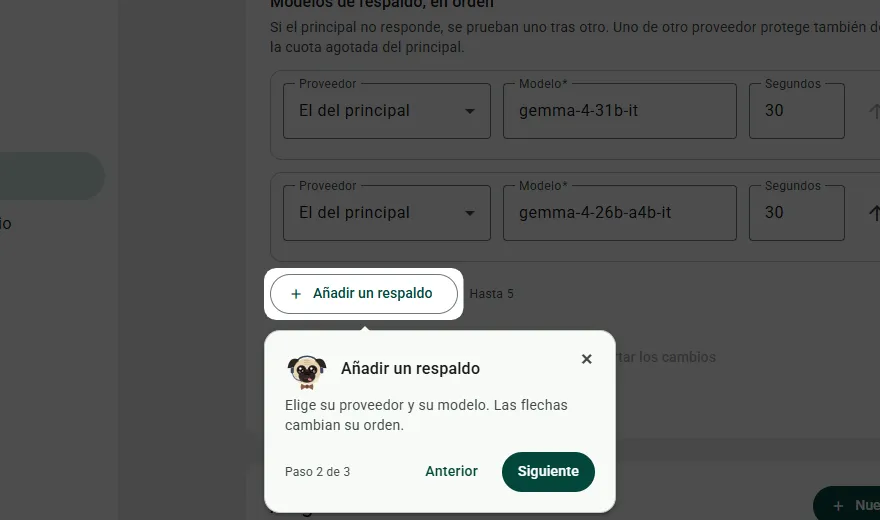 Modelos de respaldo, en orden
Si el principal no responde, se prueban uno tras otro. Uno de otro proveedor protege también de
la cuota agotada del principal.
Proveedor Modelo* Segundos
El del principal gemma-4-31b-it 30
Proveedor Modelo* Segundos
El del principal gemma-4-26b-a4b-it 30
io
+ Añadir un respaldo Hasta 5
tar los cambios
Añadir un respaldo
Elige su proveedor y su modelo. Las flechas
cambian su orden.
Paso 2 de 3 Anterior Siguiente
+ Nue